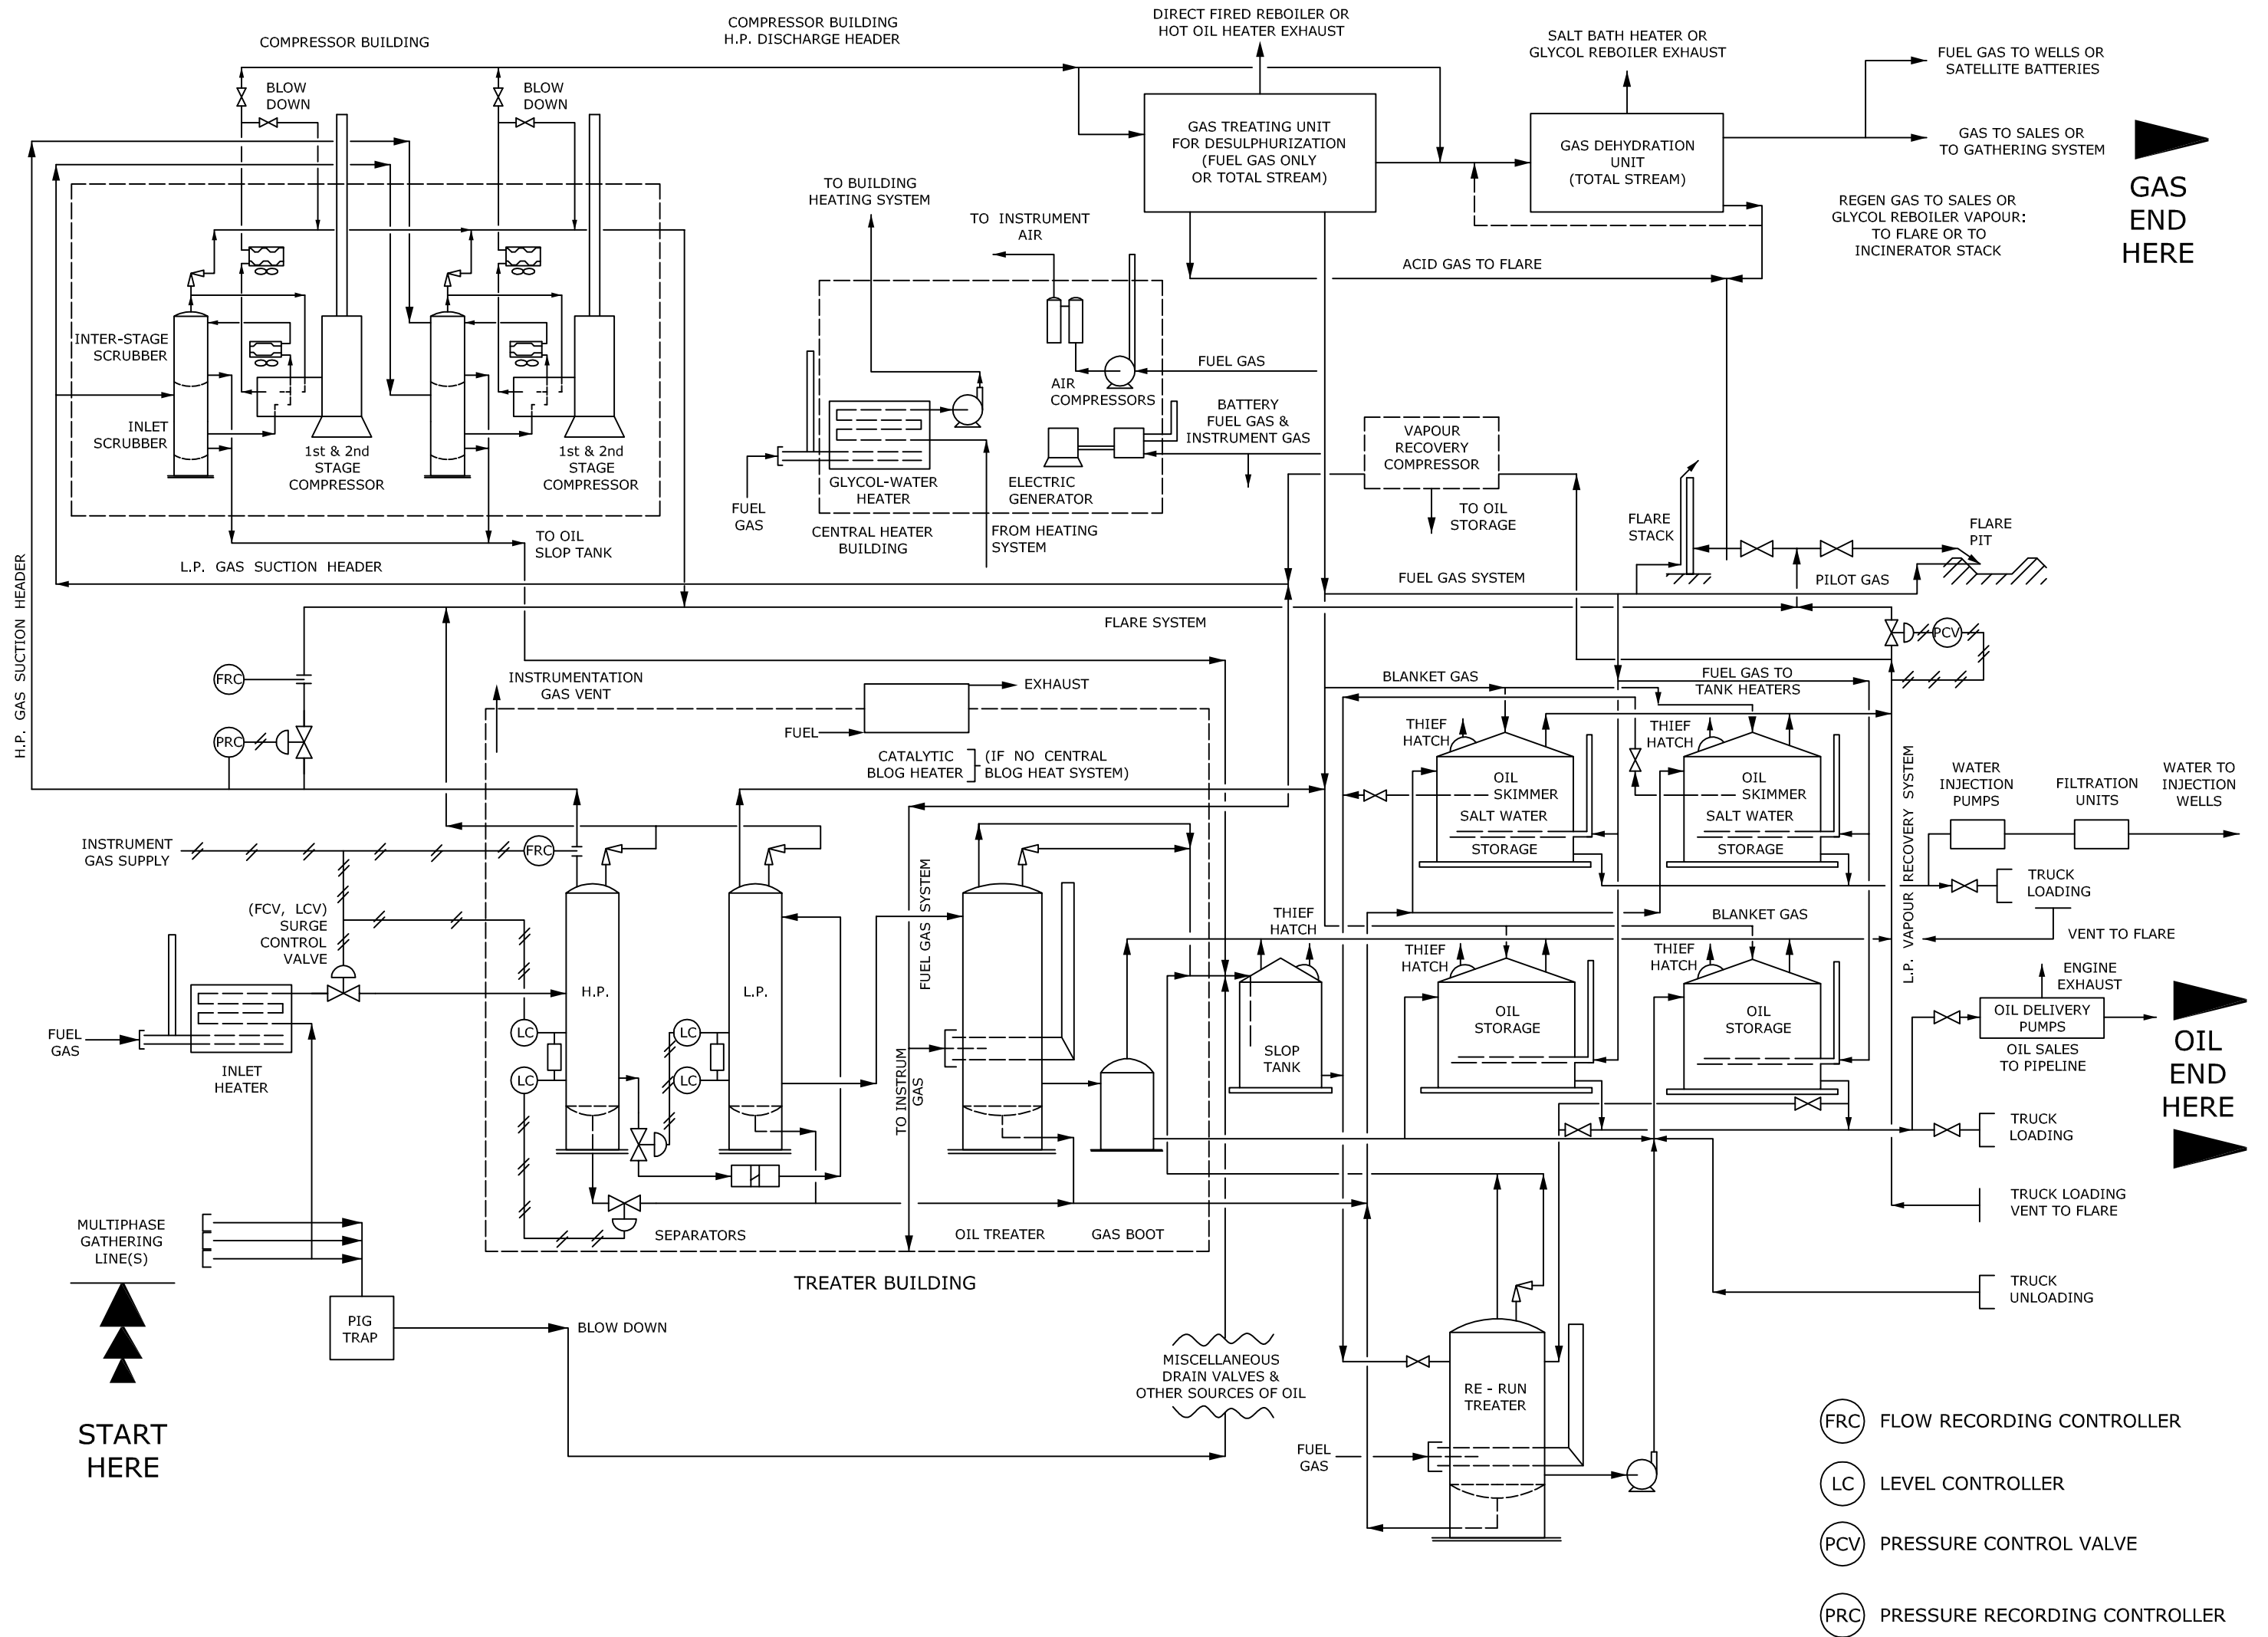 COMPRESSOR BUILDING
COMPRESSOR BUILDING
H.P. DISCHARGE HEADER
DIRECT FIRED REBOILER OR
HOT OIL HEATER EXHAUST
SALT BATH HEATER OR
GLYCOL REBOILER EXHAUST
FUEL GAS TO WELLS OR
SATELLITE BATTERIES
BLOW
DOWN
BLOW
DOWN
GAS TREATING UNIT
FOR DESULPHURIZATION
(FUEL GAS ONLY
OR TOTAL STREAM)
GAS DEHYDRATION
UNIT
(TOTAL STREAM)
GAS TO SALES OR
TO GATHERING SYSTEM
GAS
END
HERE
REGEN GAS TO SALES OR
GLYCOL REBOILER VAPOUR:
TO FLARE OR TO
INCINERATOR STACK
TO BUILDING
HEATING SYSTEM
TO INSTRUMENT
AIR
ACID GAS TO FLARE
INTER-STAGE
SCRUBBER
INLET
SCRUBBER
1st & 2nd
STAGE
COMPRESSOR
1st & 2nd
STAGE
COMPRESSOR
FUEL GAS
AIR
COMPRESSORS
BATTERY
FUEL GAS &
INSTRUMENT GAS
VAPOUR
RECOVERY
COMPRESSOR
GLYCOL-WATER
HEATER
ELECTRIC
GENERATOR
FUEL
GAS
CENTRAL HEATER
BUILDING
FROM HEATING
SYSTEM
TO OIL
STORAGE
FLARE
STACK
FLARE
PIT
TO OIL
SLOP TANK
L.P. GAS SUCTION HEADER
H.P. GAS SUCTION HEADER
FUEL GAS SYSTEM
PILOT GAS
FLARE SYSTEM
PCV
FRC
PRC
INSTRUMENTATION
GAS VENT
EXHAUST
FUEL
CATALYTIC
BLOG HEATER
(IF NO CENTRAL
BLOG HEAT SYSTEM)
BLANKET GAS
FUEL GAS TO
TANK HEATERS
THIEF
HATCH
THIEF
HATCH
OIL
SKIMMER
SALT WATER
STORAGE
OIL
SKIMMER
SALT WATER
STORAGE
L.P. VAPOUR RECOVERY SYSTEM
WATER
INJECTION
PUMPS
FILTRATION
UNITS
WATER TO
INJECTION
WELLS
TRUCK
LOADING
INSTRUMENT
GAS SUPPLY
FRC
(FCV, LCV)
SURGE
CONTROL
VALVE
FUEL GAS SYSTEM
THIEF
HATCH
BLANKET GAS
VENT TO FLARE
THIEF
HATCH
THIEF
HATCH
ENGINE
EXHAUST
H.P.
L.P.
OIL
STORAGE
OIL
STORAGE
OIL DELIVERY
PUMPS
OIL SALES
TO PIPELINE
OIL
END
HERE
FUEL
GAS
INLET
HEATER
LC
LC
LC
LC
TO INSTRUM
GAS
SLOP
TANK
TRUCK
LOADING
TRUCK LOADING
VENT TO FLARE
MULTIPHASE
GATHERING
LINE(S)
SEPARATORS
OIL TREATER
GAS BOOT
TREATER BUILDING
TRUCK
UNLOADING
PIG
TRAP
BLOW DOWN
MISCELLANEOUS
DRAIN VALVES &
OTHER SOURCES OF OIL
RE - RUN
TREATER
START
HERE
FUEL
GAS
FRC FLOW RECORDING CONTROLLER
LC LEVEL CONTROLLER
PCV PRESSURE CONTROL VALVE
PRC PRESSURE RECORDING CONTROLLER